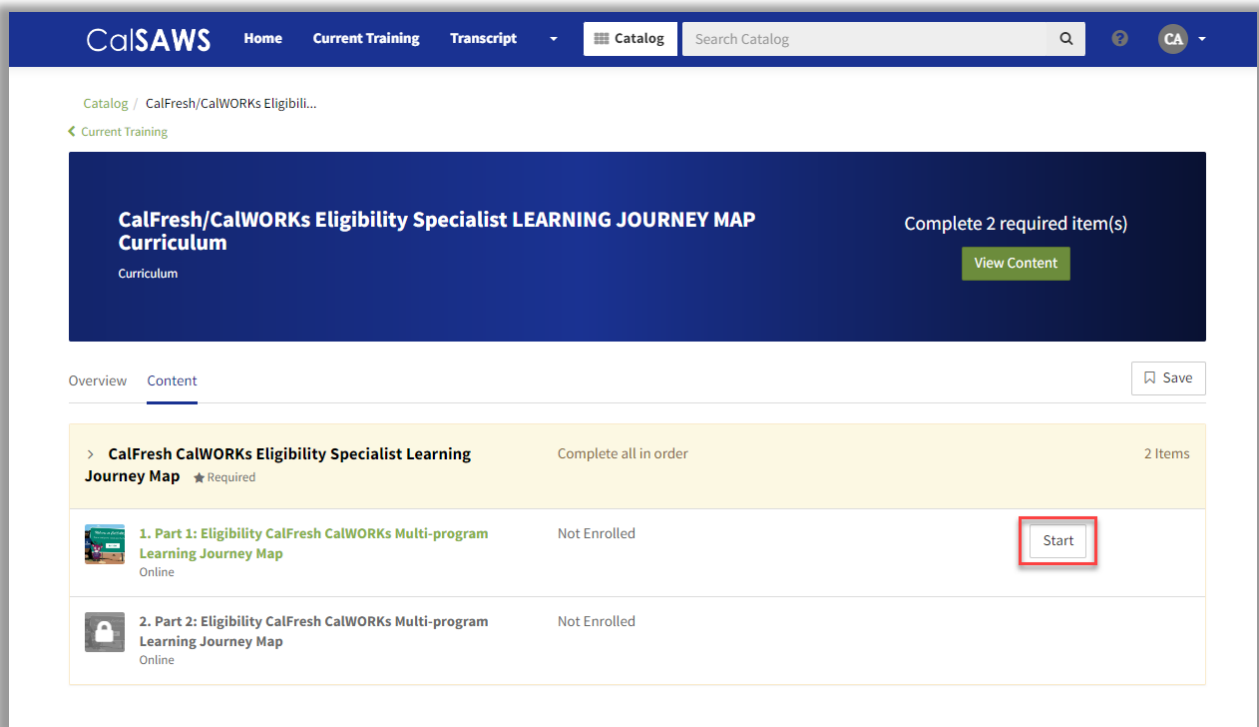 CalSAWS Home Current Training Transcript Catalog Search Catalog ? CA
Catalog / CalFresh/CalWORKs Eligibili...
Current Training
CalFresh/CalWORKs Eligibility Specialist LEARNING JOURNEY MAP
Curriculum
Curriculum
Complete 2 required item(s)
View Content
Overview Content Save
CalFresh CalWORKs Eligibility Specialist Learning
Journey Map Required
Complete all in order
2 Items
1. Part 1: Eligibility CalFresh CalWORKs Multi-program
Learning Journey Map
Online
Not Enrolled
Start
2. Part 2: Eligibility CalFresh CalWORKs Multi-program
Learning Journey Map
Online
Not Enrolled